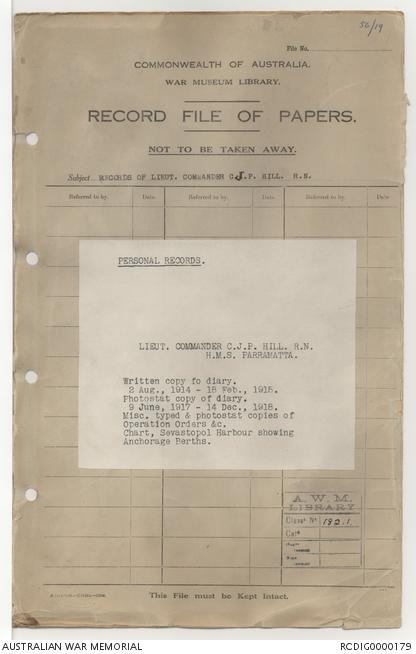 56/19
File No.
COMMONWEALTH OF AUSTRALIA.
WAR MUSEUM LIBRARY.
RECORD FILE OF PAPERS.
NOT TO BE TAKEN AWAY.
Subject RECORDS OF LIEUT. COMMANDER C.J.P. HILL. R.N.
Referred to by. Date. Referred to by. Date. Referred to by. Date
PERSONAL RECORDS.
LIEUT. COMMANDER C.J.P. HILL. R.N.
H.M.S. PARRAMATTA.
Written copy fo diary.
2 Aug., 1914 - 18 Feb., 1915.
Photostat copy of diary.
9 June, 1917 - 14 Dec., 1918.
Misc. typed & photostat copies of
Operation Orders &c.
Chart, Sevastopol Harbour showing
Anchorage Berths.
A.W.M.
LIBRARY
Class. No 182.1
Cat
This File must be Kept Intact.
AUSTRALIAN WAR MEMORIAL
RCDIG0000179